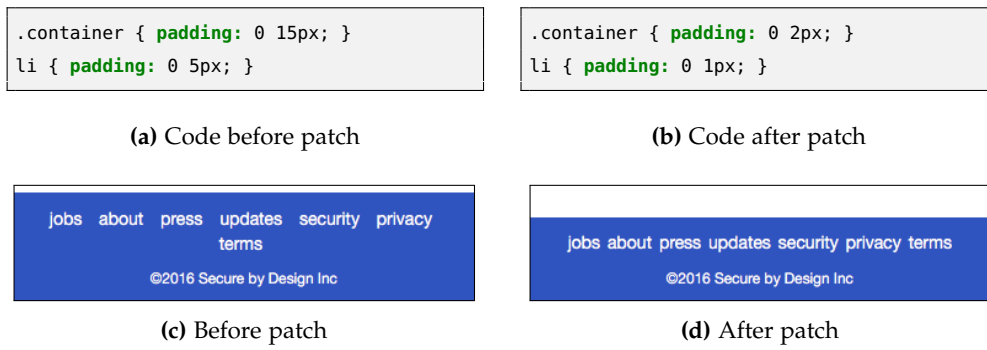 .container { padding: 0 15px; }
li { padding: 0 5px; }
(a) Code before patch
.container { padding: 0 2px; }
li { padding: 0 1px; }
(b) Code after patch
jobs about press updates security privacy
terms
©2016 Secure by Design Inc
(c) Before patch
jobs about press updates security privacy terms
©2016 Secure by Design Inc
(d) After patch